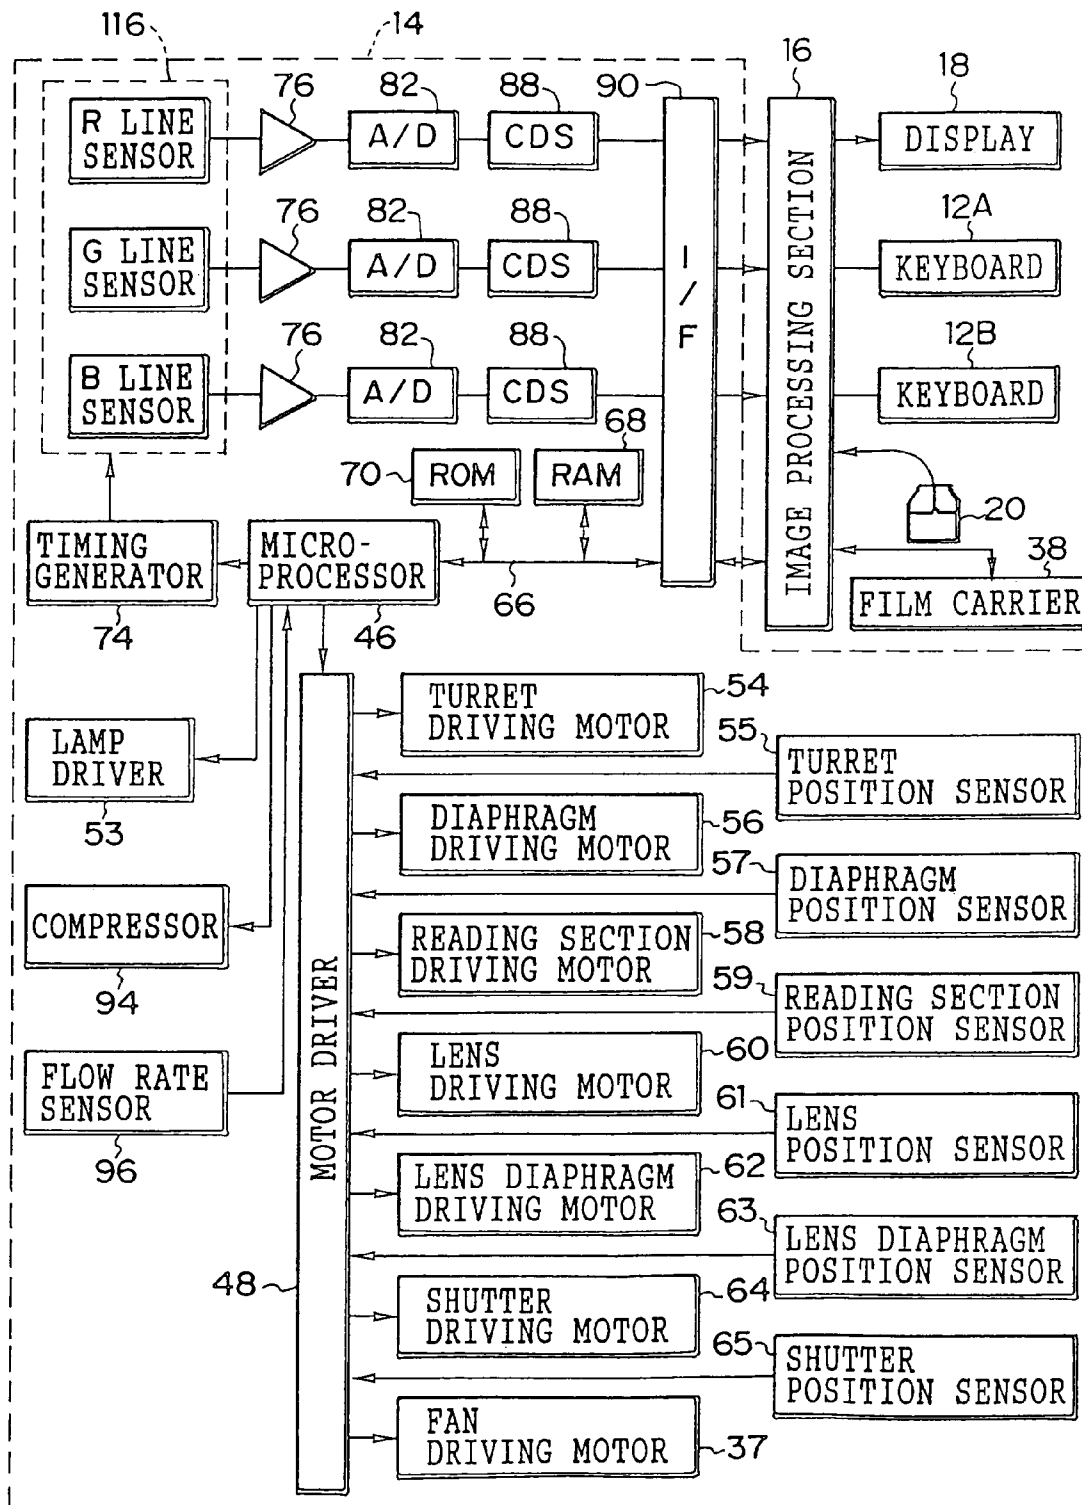 116
14
16
18
76
82
88
90
R LINE
SENSOR
A/D
CDS
DISPLAY
76
82
88
12A
G LINE
SENSOR
A/D
CDS
I/F
IMAGE PROCESSING SECTION
KEYBOARD
76
82
88
12B
B LINE
SENSOR
A/D
CDS
KEYBOARD
68
70
ROM
RAM
20
TIMING
GENERATOR
MICRO-
PROCESSOR
66
38
FILM CARRIER
74
46
TURRET
DRIVING MOTOR
54
55
LAMP
DRIVER
TURRET
POSITION SENSOR
53
DIAPHRAGM
DRIVING MOTOR
56
57
COMPRESSOR
DIAPHRAGM
POSITION SENSOR
94
READING SECTION
DRIVING MOTOR
58
59
MOTOR DRIVER
READING SECTION
POSITION SENSOR
FLOW RATE
SENSOR
LENS
DRIVING MOTOR
60
61
96
LENS
POSITION SENSOR
LENS DIAPHRAGM
DRIVING MOTOR
62
63
LENS DIAPHRAGM
POSITION SENSOR
48
SHUTTER
DRIVING MOTOR
64
65
SHUTTER
POSITION SENSOR
FAN
DRIVING MOTOR
37